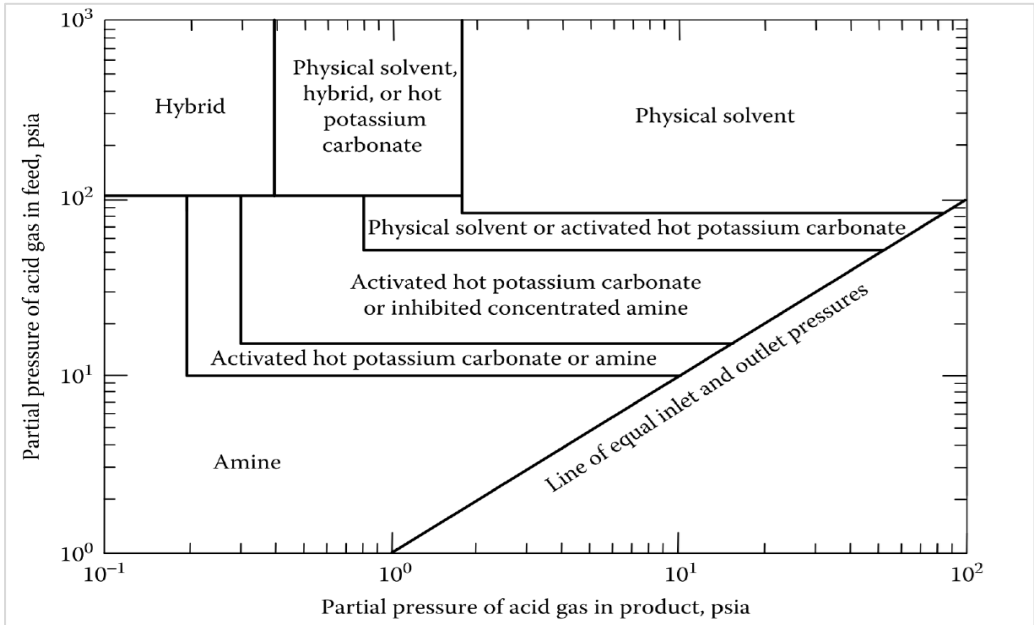 10³
Hybrid
Physical solvent,
hybrid, or hot
potassium
carbonate
Physical solvent
10²
Physical solvent or activated hot potassium carbonate
Activated hot potassium carbonate
or inhibited concentrated amine
Activated hot potassium carbonate or amine
10¹
Line of equal inlet and outlet pressures
Amine
10⁰
10⁻¹
10⁰
10¹
10²
Partial pressure of acid gas in feed, psia
Partial pressure of acid gas in product, psia